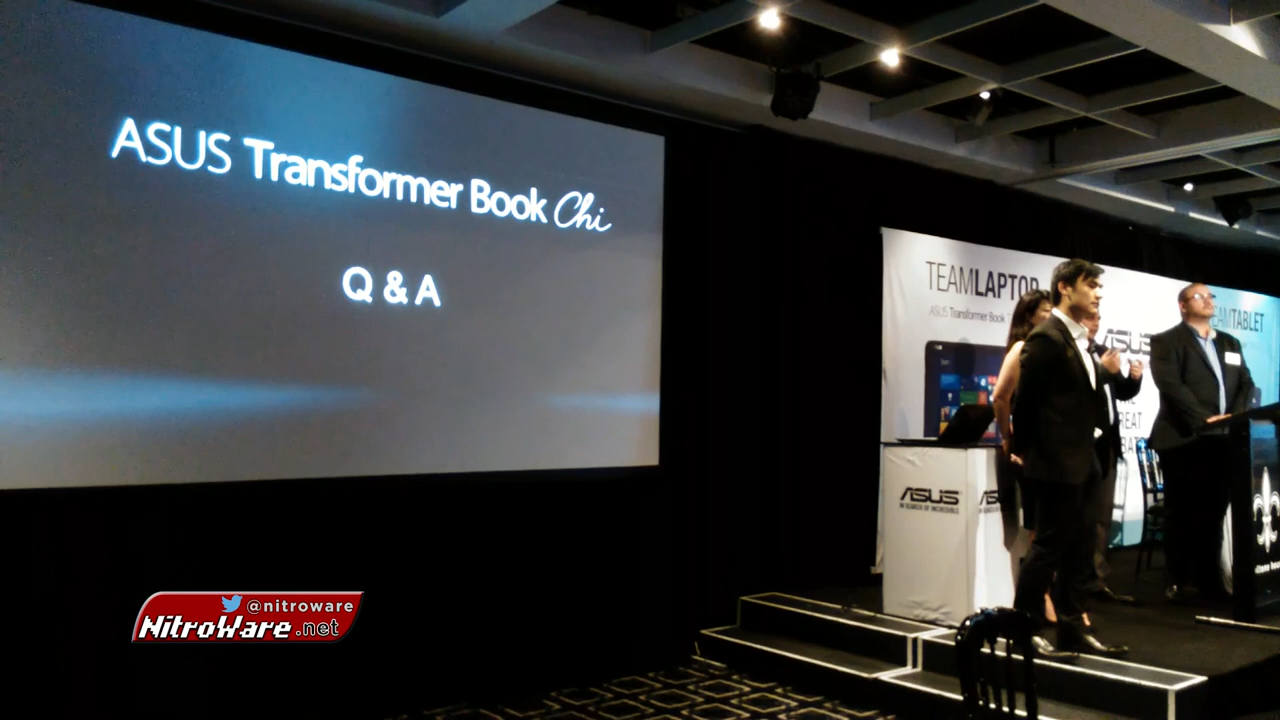 ASUS Transformer Book Chi
Q & A
TEAMLAPTOP
ASUS Transformer Book
ASUS
TEAMTABLET
ASUS
IN SEARCH OF INCREDIBLE
@nitroware
NitroWare.net